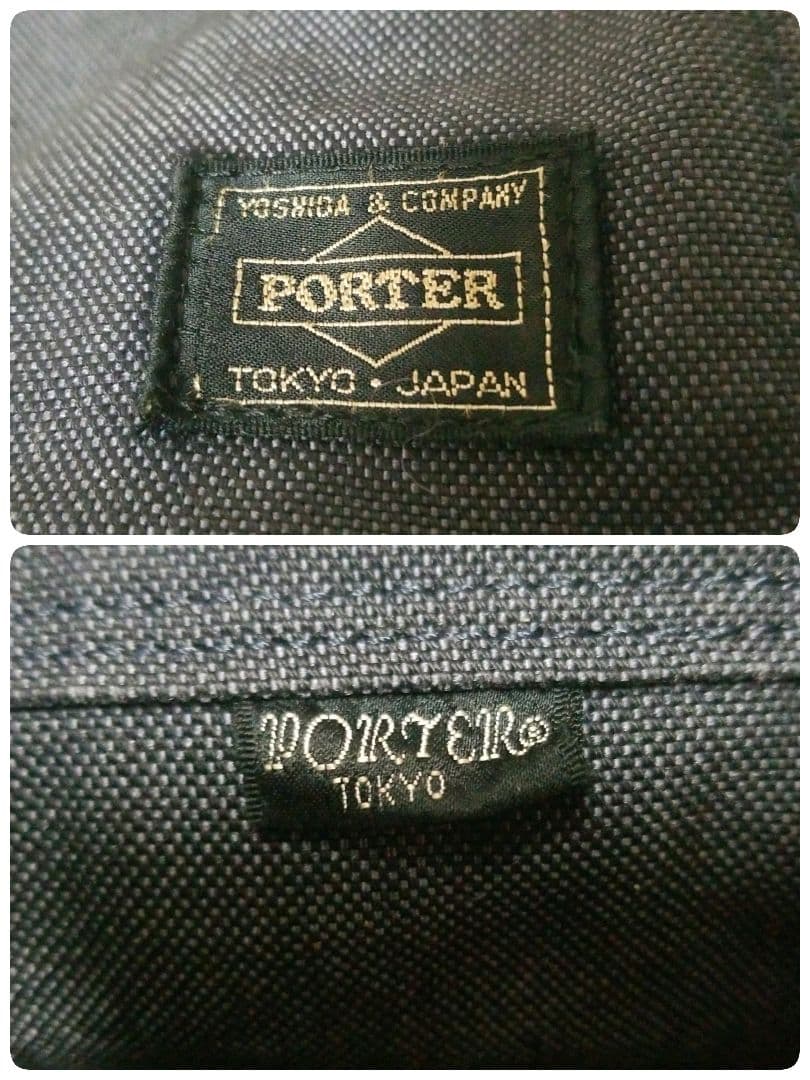 YOSHIDA & COMPANY
PORTER
TOKYO・JAPAN
PORTER®
TOKYO